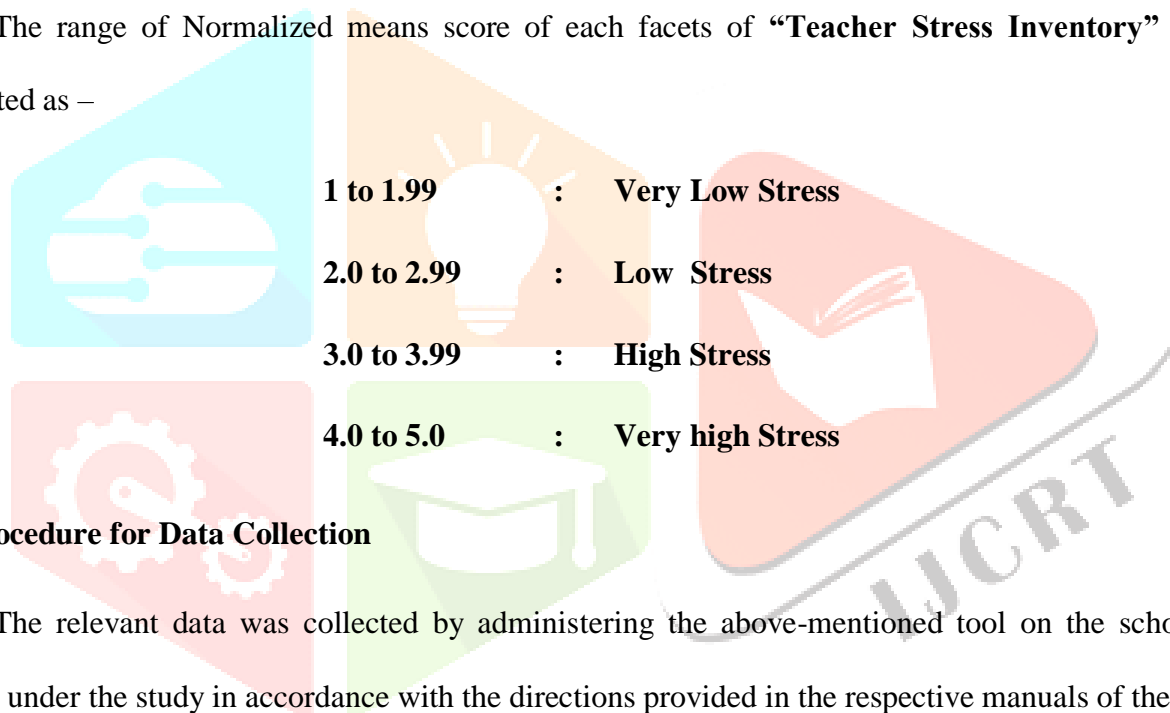 The range of Normalized means score of each facets of “Teacher Stress Inventory”
ted as –
1 to 1.99 : Very Low Stress
2.0 to 2.99 : Low Stress
3.0 to 3.99 : High Stress
4.0 to 5.0 : Very high Stress
ocedure for Data Collection
The relevant data was collected by administering the above-mentioned tool on the scho
under the study in accordance with the directions provided in the respective manuals of the
IJCRT